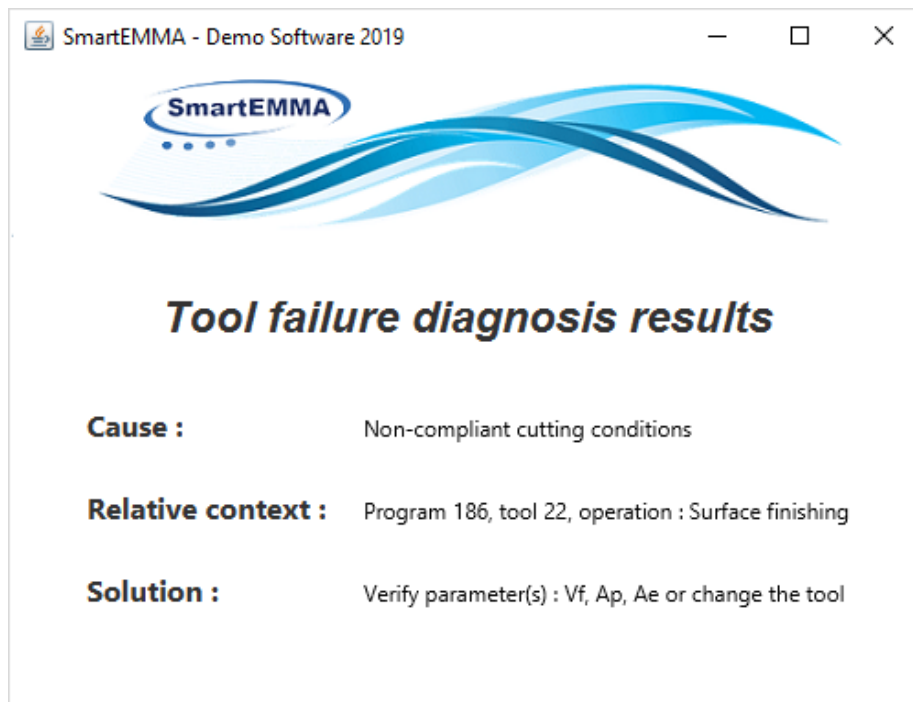 SmartEMMA - Demo Software 2019
SmartEMMA
Tool failure diagnosis results
Cause :
Non-compliant cutting conditions
Relative context :
Program 186, tool 22, operation : Surface finishing
Solution :
Verify parameter(s) : Vf, Ap, Ae or change the tool